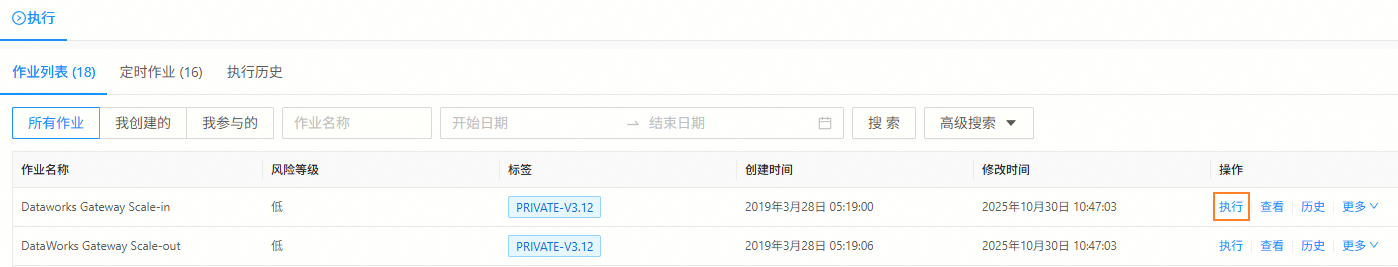 执行
作业列表 (18) 定时作业 (16) 执行历史
所有作业 我创建的 我参与的 作业名称 开始日期 → 结束日期 搜 索 高级搜索
作业名称 风险等级 标签 创建时间 修改时间 操作
Dataworks Gateway Scale-in 低 PRIVATE-V3.12 2019年3月28日 05:19:00 2025年10月30日 10:47:03 执行 查看 历史 更多
DataWorks Gateway Scale-out 低 PRIVATE-V3.12 2019年3月28日 05:19:06 2025年10月30日 10:47:03 执行 查看 历史 更多